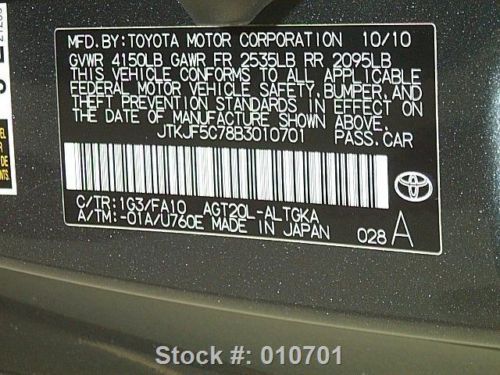 MFD. BY: TOYOTA MOTOR CORPORATION 10/10
GVWR 4150LB GAWR FR 2535LB RR 2095LB
THIS VEHICLE CONFORMS TO ALL APPLICABLE
FEDERAL MOTOR VEHICLE SAFETY, BUMPER, AND
THEFT PREVENTION STANDARDS IN EFFECT ON
THE DATE OF MANUFACTURE SHOWN ABOVE.
JTKJF5C78B3010701 PASS.CAR
C/TR: 1G3/FA10 AGT20L-ALTGKA
A/TM: -01A/U760E MADE IN JAPAN 028 A
Stock #: 010701